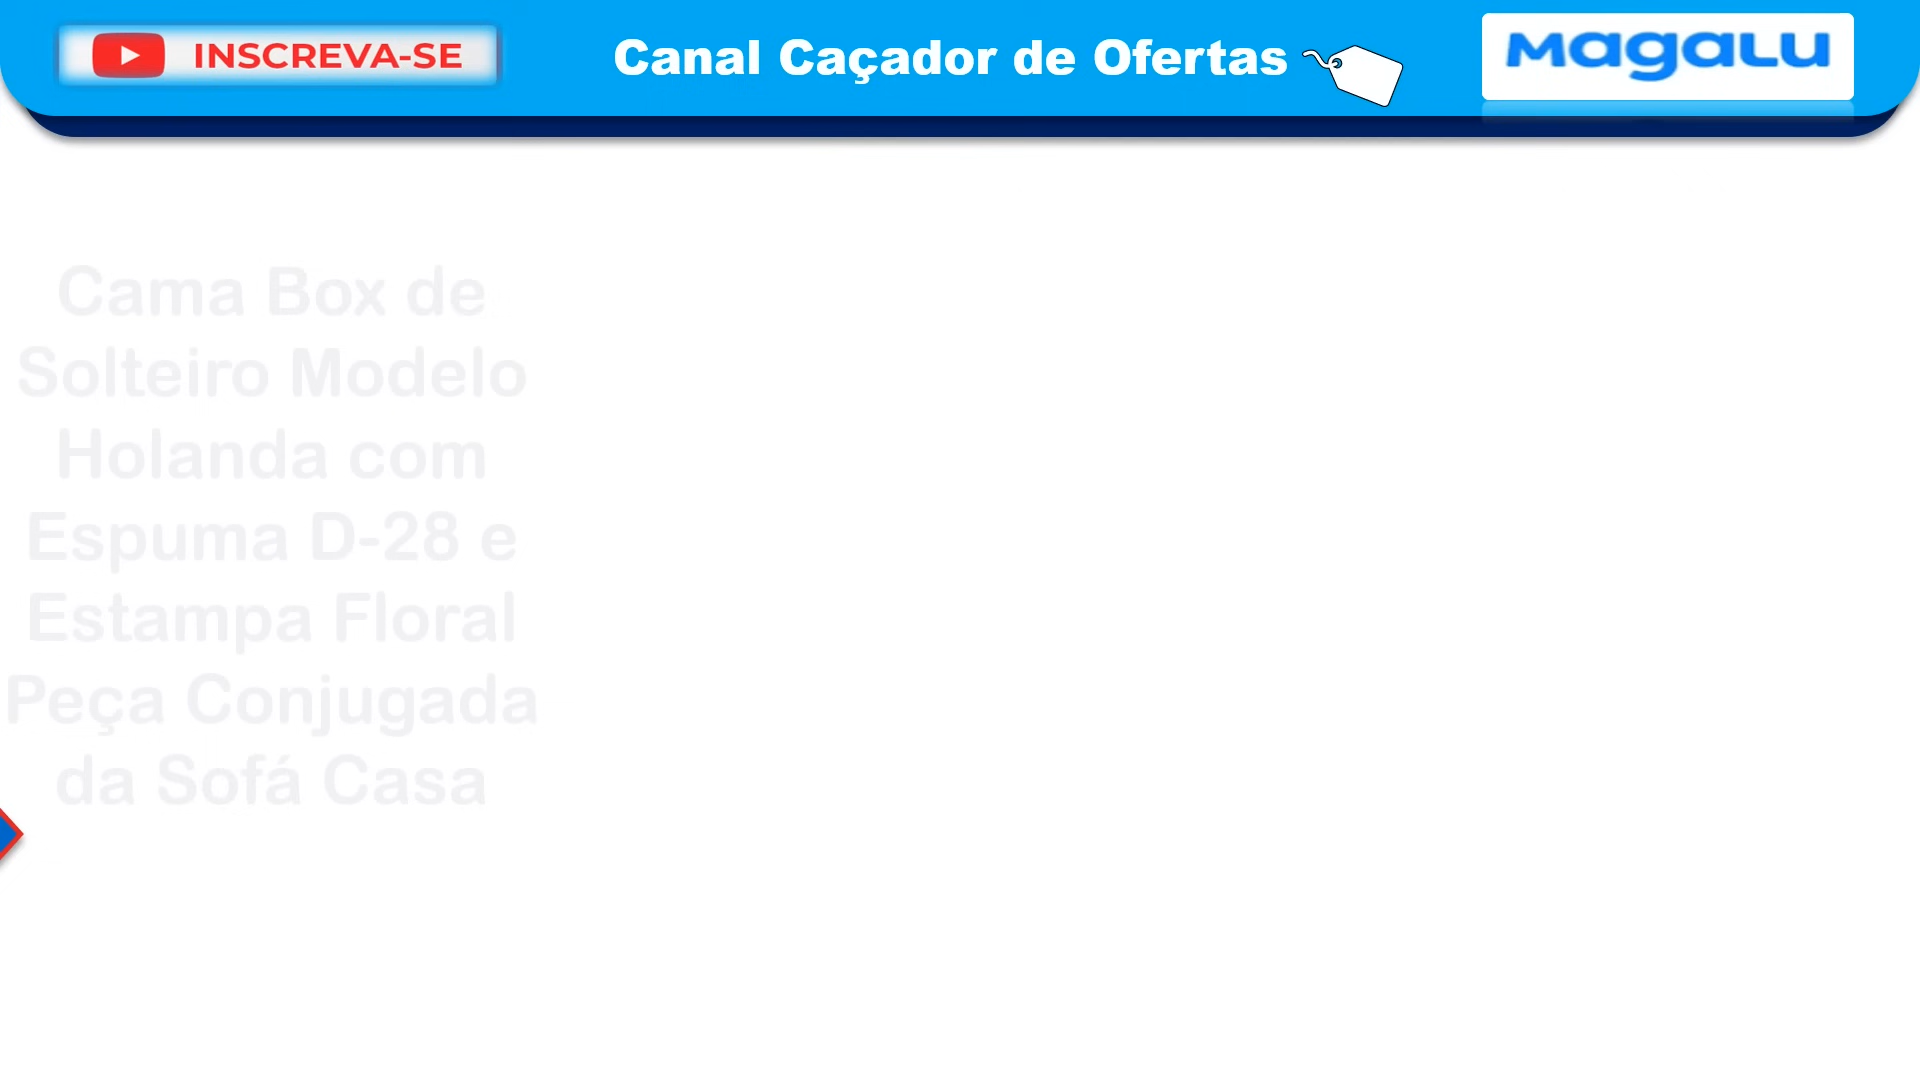 INSCREVA-SE
Canal Caçador de Ofertas
MagaLu
Cama Box de
Solteiro Modelo
Holanda com
Espuma D-28 e
Estampa Floral
Peça Conjugada
da Sofá Casa